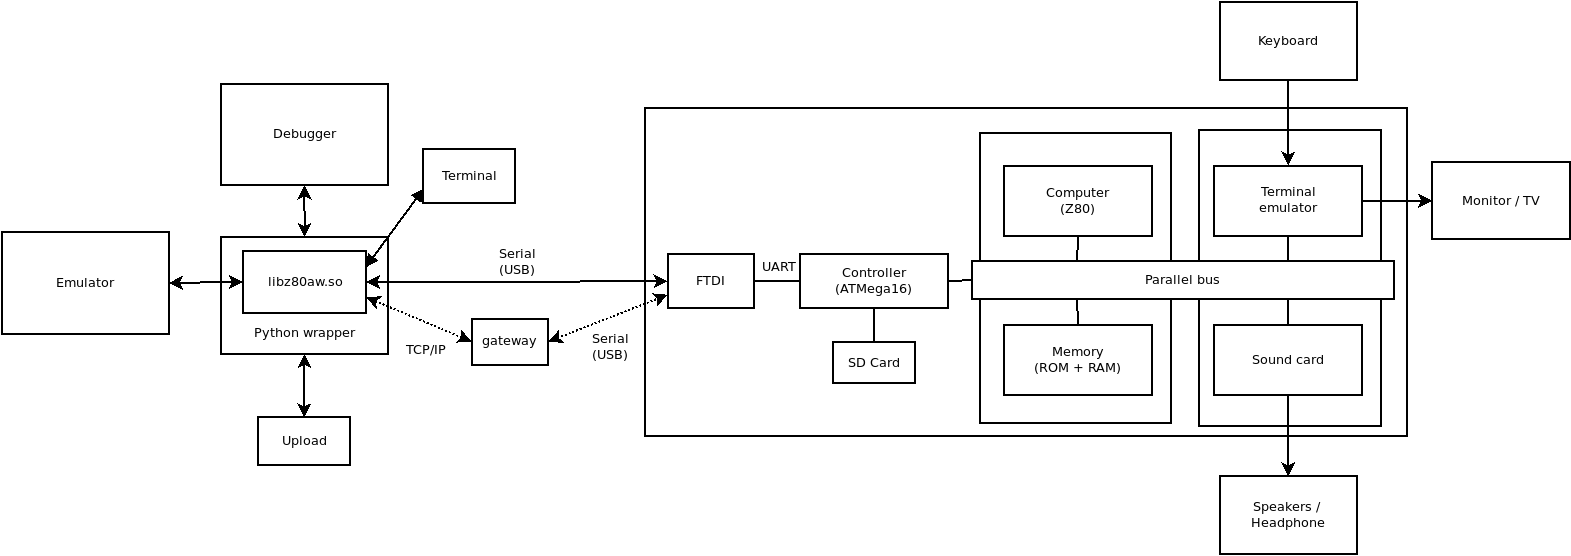 Keyboard
Debugger
Terminal
Computer
(Z80)
Terminal
emulator
Monitor / TV
Emulator
libz80aw.so
Python wrapper
Serial
(USB)
FTDI
UART
Controller
(ATMega16)
Parallel bus
TCP/IP
gateway
Serial
(USB)
SD Card
Memory
(ROM + RAM)
Sound card
Upload
Speakers /
Headphone